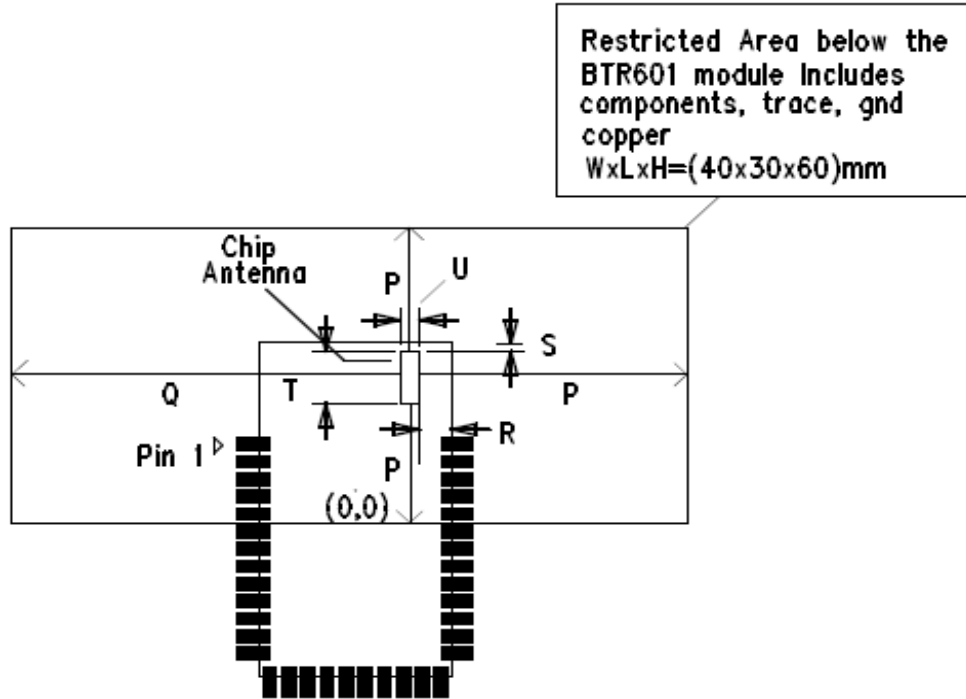 Restricted Area below the
BTR601 module Includes
components, trace, gnd
copper
WxLxH=(40x30x60)mm
Chip
Antenna
P
U
S
Q
T
P
R
Pin 1
P
(0,0)